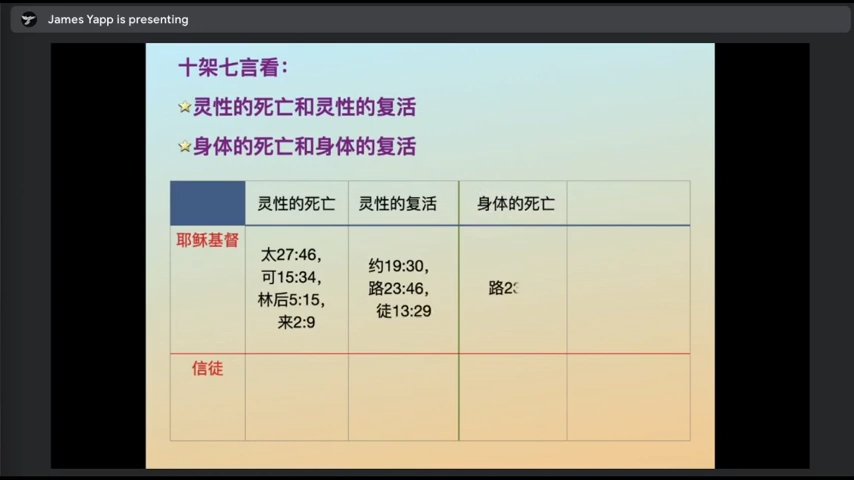 James Yapp is presenting
十架七言看：
灵性的死亡和灵性的复活
身体的死亡和身体的复活
灵性的死亡 灵性的复活 身体的死亡
耶稣基督
太27:46,
可15:34,
林后5:15,
来2:9
约19:30,
路23:46,
徒13:29
路2
信徒